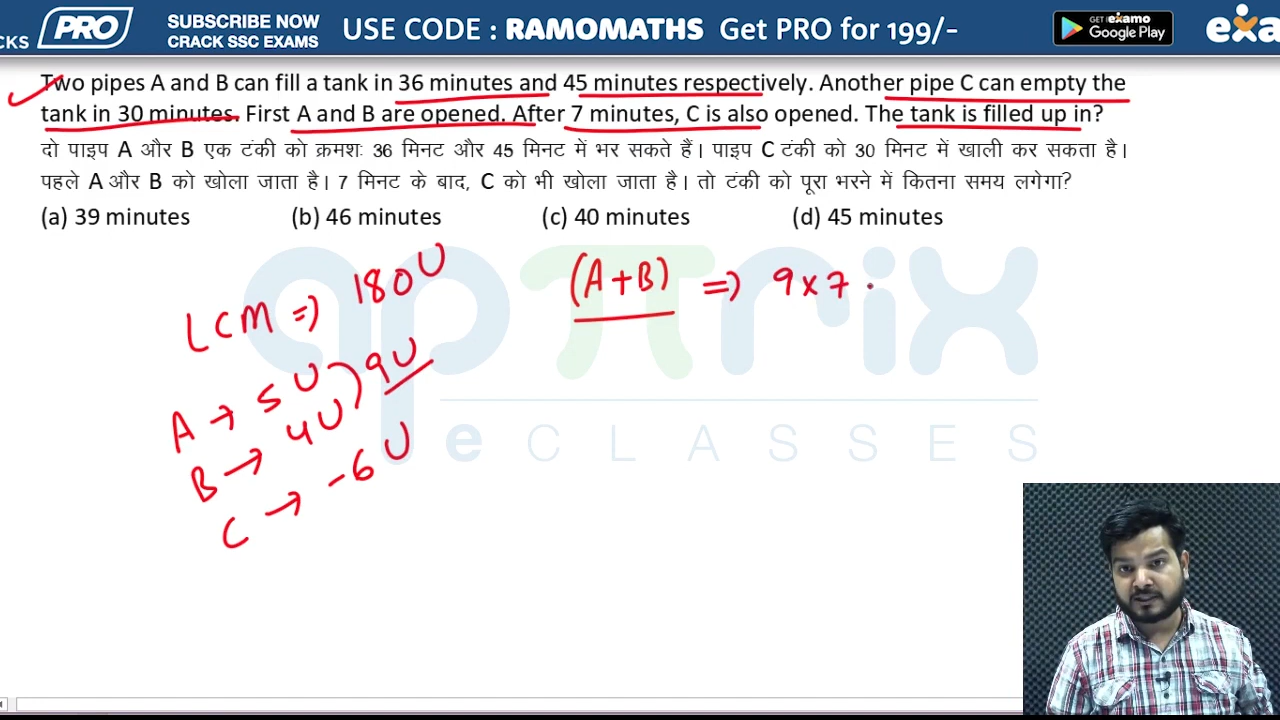 CKS PRO SUBSCRIBE NOW CRACK SSC EXAMS USE CODE : RAMOMATHS Get PRO for 199/- GET IT ON examo Google Play exa
Two pipes A and B can fill a tank in 36 minutes and 45 minutes respectively. Another pipe C can empty the
tank in 30 minutes. First A and B are opened. After 7 minutes, C is also opened. The tank is filled up in?
दो पाइप A और B एक टंकी को क्रमशः 36 मिनट और 45 मिनट में भर सकते हैं। पाइप C टंकी को 30 मिनट में खाली कर सकता है।
पहले A और B को खोला जाता है। 7 मिनट के बाद, C को भी खोला जाता है। तो टंकी को पूरा भरने में कितना समय लगेगा?
(a) 39 minutes (b) 46 minutes (c) 40 minutes (d) 45 minutes
LCM => 180U
(A+B) => 9x7
A → 5U
9U
B → 4U
C → -6U
apπrix
e CLASSES